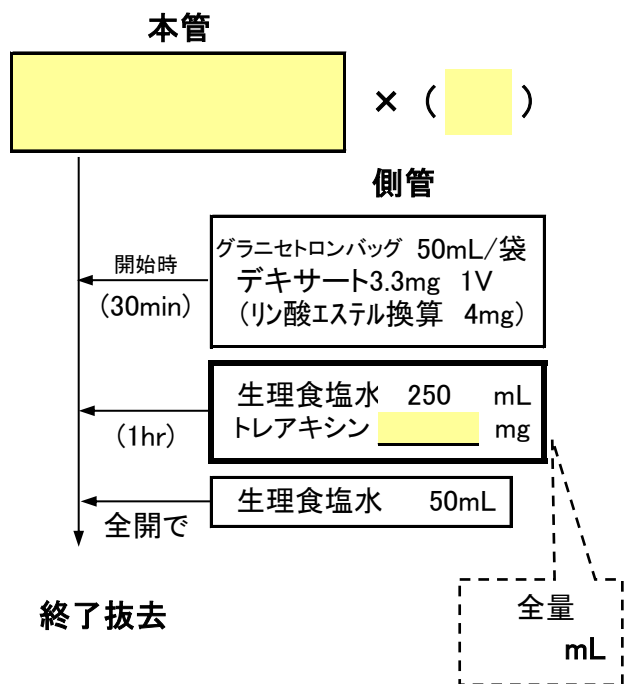 本管
× (　　)
側管
グラニセトロンバッグ 50mL/袋
デキサート3.3mg 1V
(リン酸エステル換算 4mg)
開始時
(30min)
生理食塩水 250 mL
トレアキシン mg
(1hr)
生理食塩水 50mL
全開で
終了抜去
全量
mL